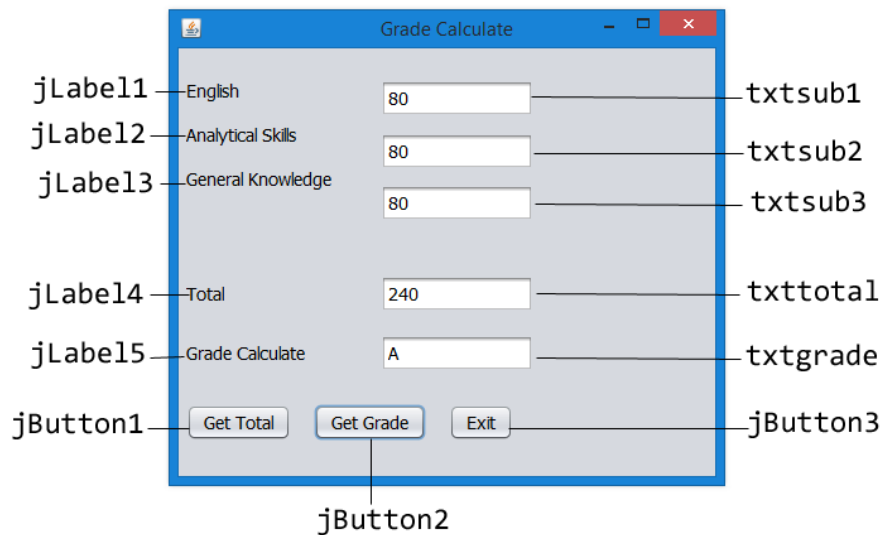 Grade Calculate
jLabel1 English 80 txtsub1
jLabel2 Analytical Skills 80 txtsub2
jLabel3 General Knowledge 80 txtsub3
jLabel4 Total 240 txttotal
jLabel5 Grade Calculate A txtgrade
jButton1 Get Total Get Grade Exit jButton3
jButton2